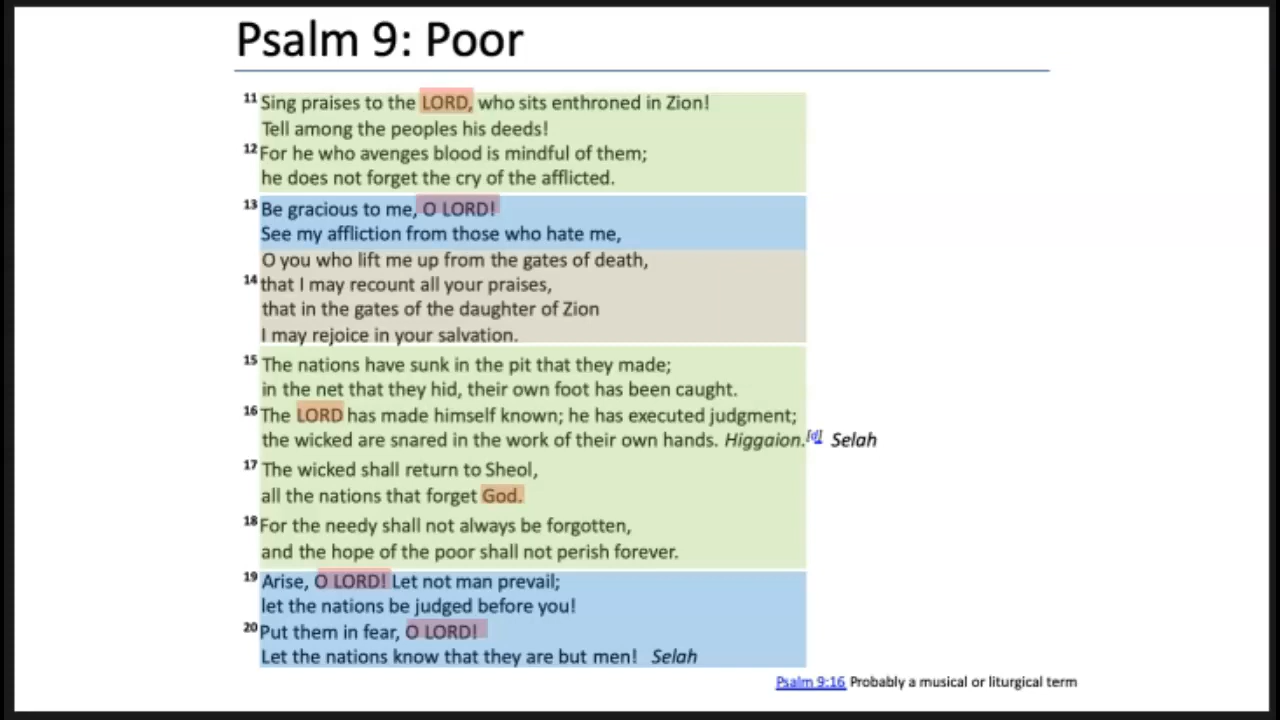 Psalm 9: Poor
11 Sing praises to the LORD, who sits enthroned in Zion!
Tell among the peoples his deeds!
12 For he who avenges blood is mindful of them;
he does not forget the cry of the afflicted.
13 Be gracious to me, O LORD!
See my affliction from those who hate me,
O you who lift me up from the gates of death,
14 that I may recount all your praises,
that in the gates of the daughter of Zion
I may rejoice in your salvation.
15 The nations have sunk in the pit that they made;
in the net that they hid, their own foot has been caught.
16 The LORD has made himself known; he has executed judgment;
the wicked are snared in the work of their own hands. Higgaion.[d] Selah
17 The wicked shall return to Sheol,
all the nations that forget God.
18 For the needy shall not always be forgotten,
and the hope of the poor shall not perish forever.
19 Arise, O LORD! Let not man prevail;
let the nations be judged before you!
20 Put them in fear, O LORD!
Let the nations know that they are but men! Selah
Psalm 9:16 Probably a musical or liturgical term